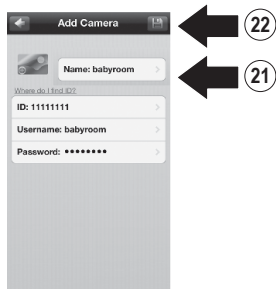 Add Camera
22
Name: babyroom
21
Where do I find ID?
ID: 11111111
Username: babyroom
Password: ••••••••